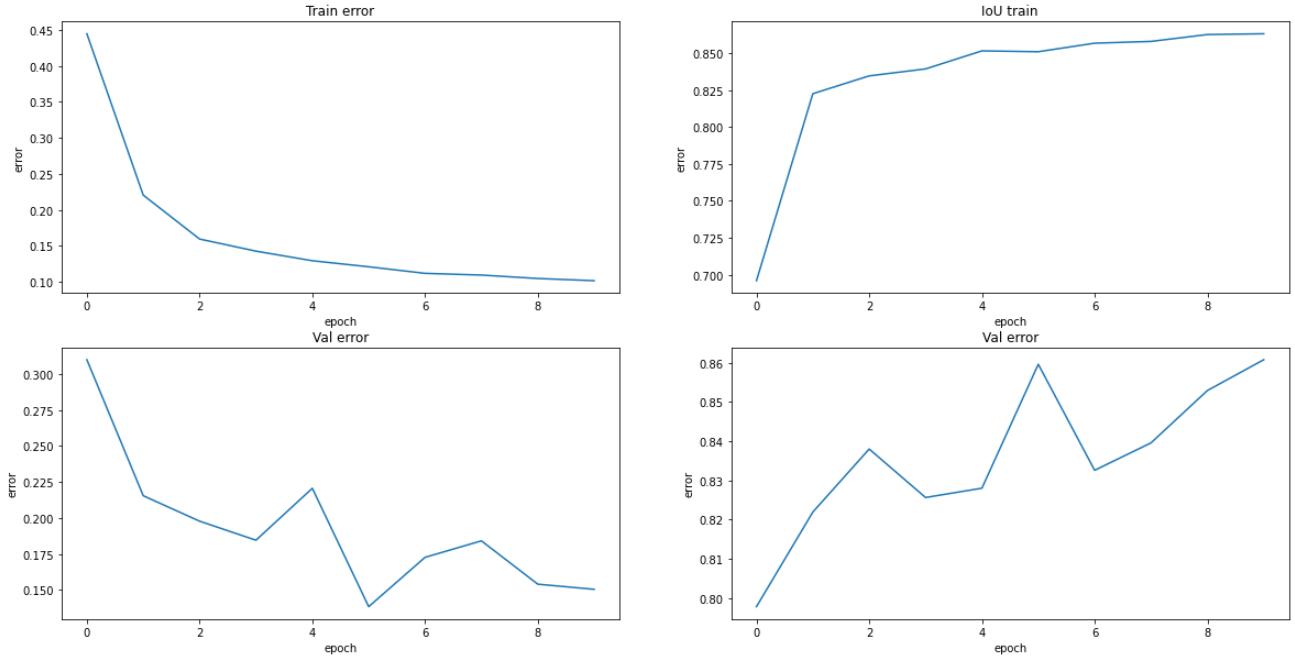 Train error
0.45
0.40
0.35
0.30
0.25
0.20
0.15
0.10
error
0 2 4 6 8
epoch
IoU train
0.850
0.825
0.800
0.775
0.750
0.725
0.700
error
0 2 4 6 8
epoch
Val error
0.300
0.275
0.250
0.225
0.200
0.175
0.150
error
0 2 4 6 8
epoch
Val error
0.86
0.85
0.84
0.83
0.82
0.81
0.80
error
0 2 4 6 8
epoch